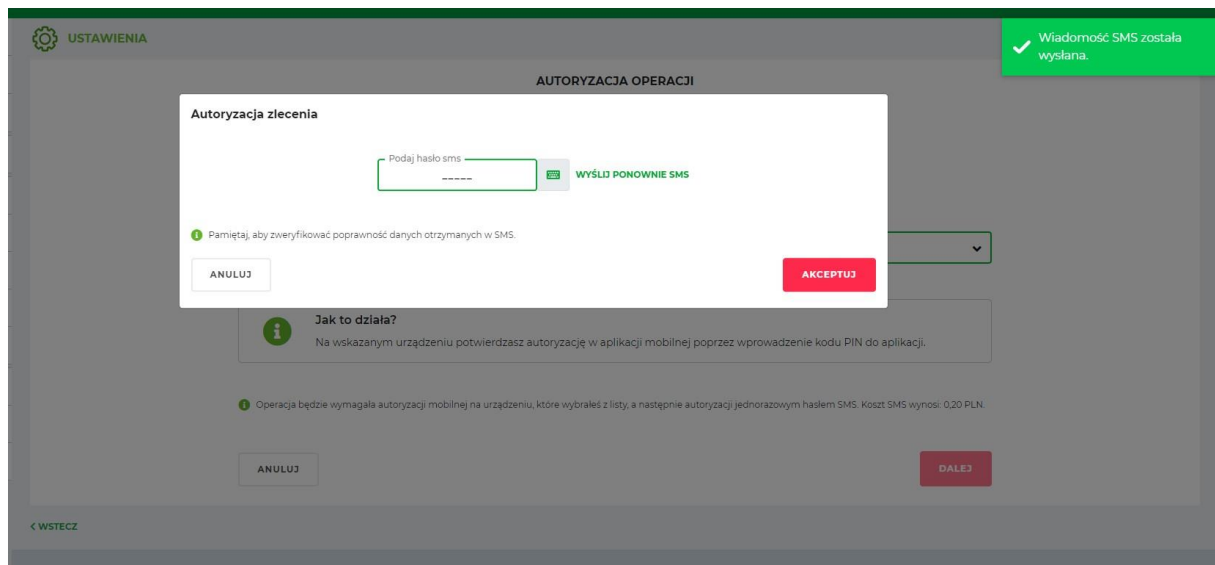 USTAWIENIA
Wiadomość SMS została
wysłana.
AUTORYZACJA OPERACJI
Autoryzacja zlecenia
Podaj hasło sms
_____
WYŚLIJ PONOWNIE SMS
Pamiętaj, aby zweryfikować poprawność danych otrzymanych w SMS.
ANULUJ
AKCEPTUJ
Jak to działa?
Na wskazanym urządzeniu potwierdzasz autoryzację w aplikacji mobilnej poprzez wprowadzenie kodu PIN do aplikacji.
Operacja będzie wymagała autoryzacji mobilnej na urządzeniu, które wybrałeś z listy, a następnie autoryzacji jednorazowym hasłem SMS. Koszt SMS wynosi: 0,20 PLN.
ANULUJ
DALEJ
< WSTECZ